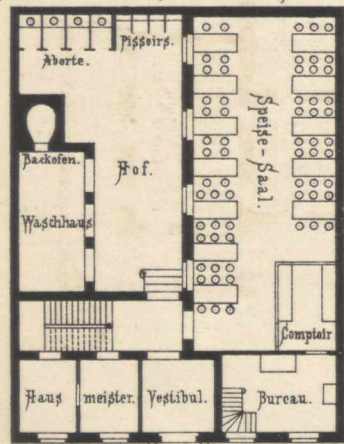 Pissoirs.
Aborte.
Speise-Saal.
Backofen.
Hof.
Waschhaus
Comptoir
Haus meister. Vestibul. Bureau.